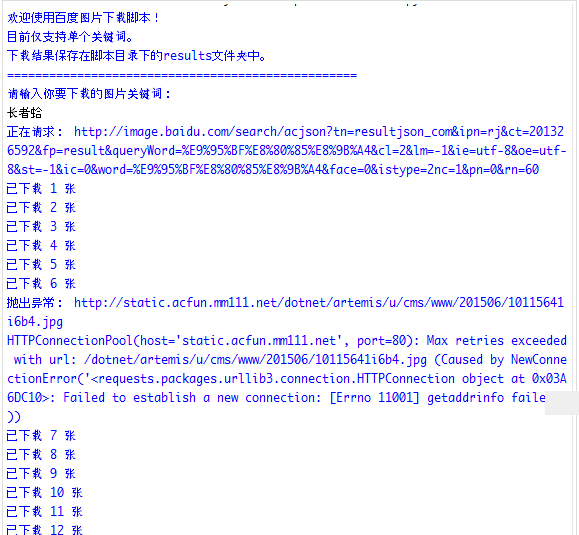 欢迎使用百度图片下载脚本！
目前仅支持单个关键词。
下载结果保存在脚本目录下的results文件夹中。
==================================================
请输入你要下载的图片关键词：
长者蛤
正在请求： http://image.baidu.com/search/acjson?tn=resultjson_com&ipn=rj&ct=201326592&fp=result&queryWord=%E9%95%BF%E8%80%85%E8%9B%A4&cl=2&lm=-1&ie=utf-8&oe=utf-8&st=-1&ic=0&word=%E9%95%BF%E8%80%85%E8%9B%A4&face=0&istype=2nc=1&pn=0&rn=60
已下载 1 张
已下载 2 张
已下载 3 张
已下载 4 张
已下载 5 张
已下载 6 张
抛出异常： http://static.acfun.mm111.net/dotnet/artemis/u/cms/www/201506/10115641i6b4.jpg
HTTPConnectionPool(host='static.acfun.mm111.net', port=80): Max retries exceeded
with url: /dotnet/artemis/u/cms/www/201506/10115641i6b4.jpg (Caused by NewConne
ctionError('<requests.packages.urllib3.connection.HTTPConnection object at 0x03A
6DC10>: Failed to establish a new connection: [Errno 11001] getaddrinfo faile
))
已下载 7 张
已下载 8 张
已下载 9 张
已下载 10 张
已下载 11 张
已下载 12 张